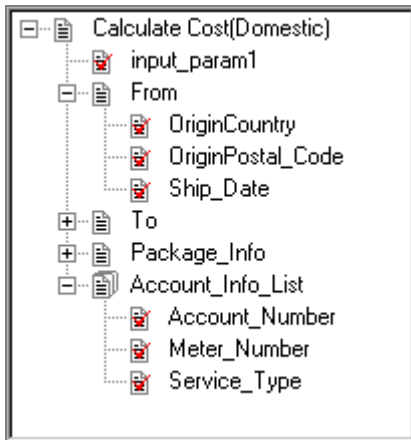 Calculate Cost(Domestic)
input_param1
From
OriginCountry
OriginPostal_Code
Ship_Date
To
Package_Info
Account_Info_List
Account_Number
Meter_Number
Service_Type